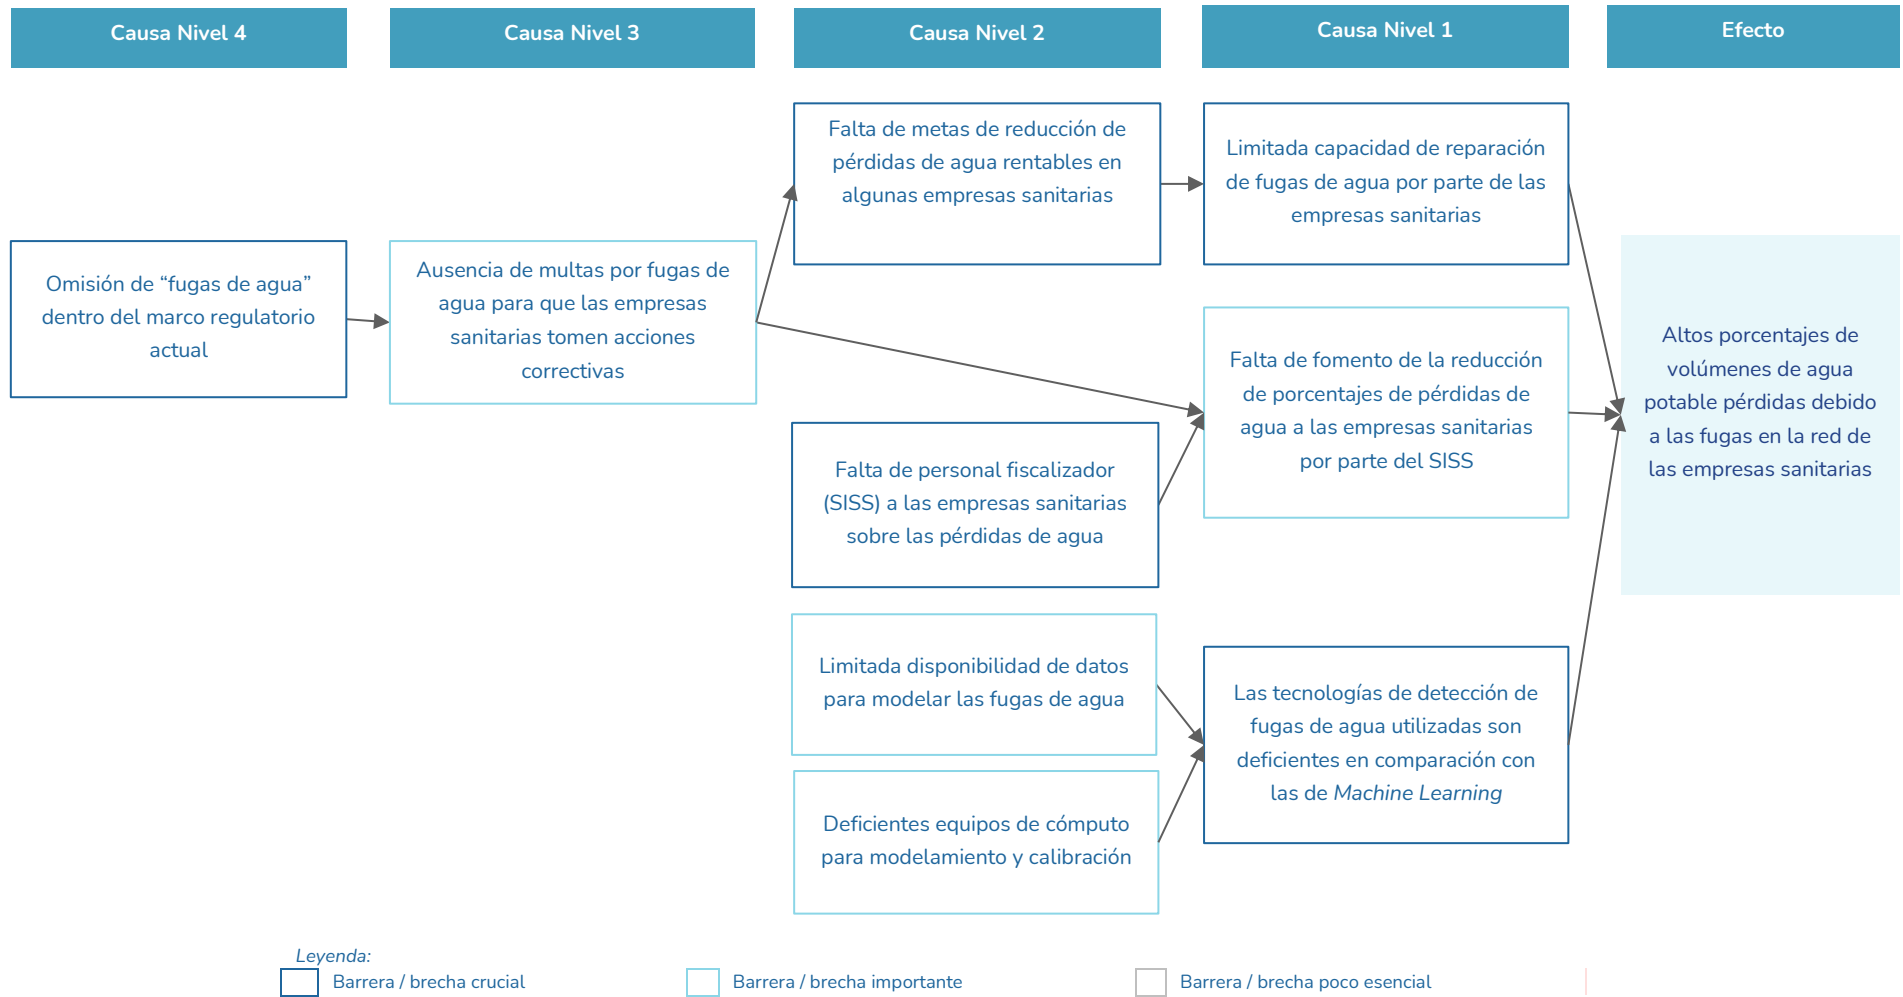 Causa Nivel 4
Causa Nivel 3
Causa Nivel 2
Causa Nivel 1
Efecto
Omisión de “fugas de agua”
dentro del marco regulatorio
actual
Ausencia de multas por fugas de
agua para que las empresas
sanitarias tomen acciones
correctivas
Falta de metas de reducción de
pérdidas de agua rentables en
algunas empresas sanitarias
Falta de personal fiscalizador
(SISS) a las empresas sanitarias
sobre las pérdidas de agua
Limitada disponibilidad de datos
para modelar las fugas de agua
Deficientes equipos de cómputo
para modelamiento y calibración
Limitada capacidad de reparación
de fugas de agua por parte de las
empresas sanitarias
Falta de fomento de la reducción
de porcentajes de pérdidas de
agua a las empresas sanitarias
por parte del SISS
Las tecnologías de detección de
fugas de agua utilizadas son
deficientes en comparación con
las de Machine Learning
Altos porcentajes de
volúmenes de agua
potable pérdidas debido
a las fugas en la red de
las empresas sanitarias
Leyenda:
Barrera / brecha crucial
Barrera / brecha importante
Barrera / brecha poco esencial